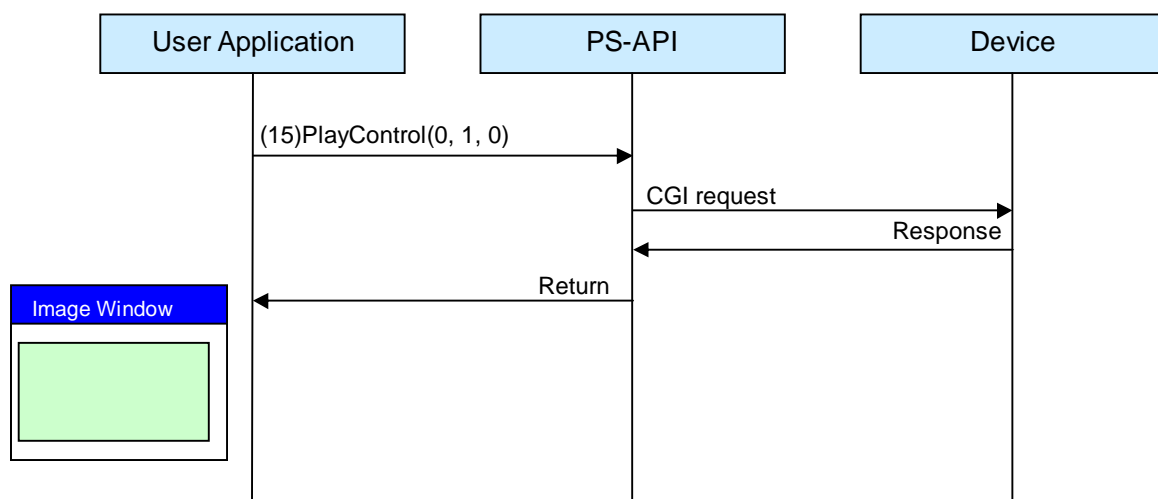 User Application
PS-API
Device
(15)PlayControl(0, 1, 0)
CGI request
Response
Return
Image Window